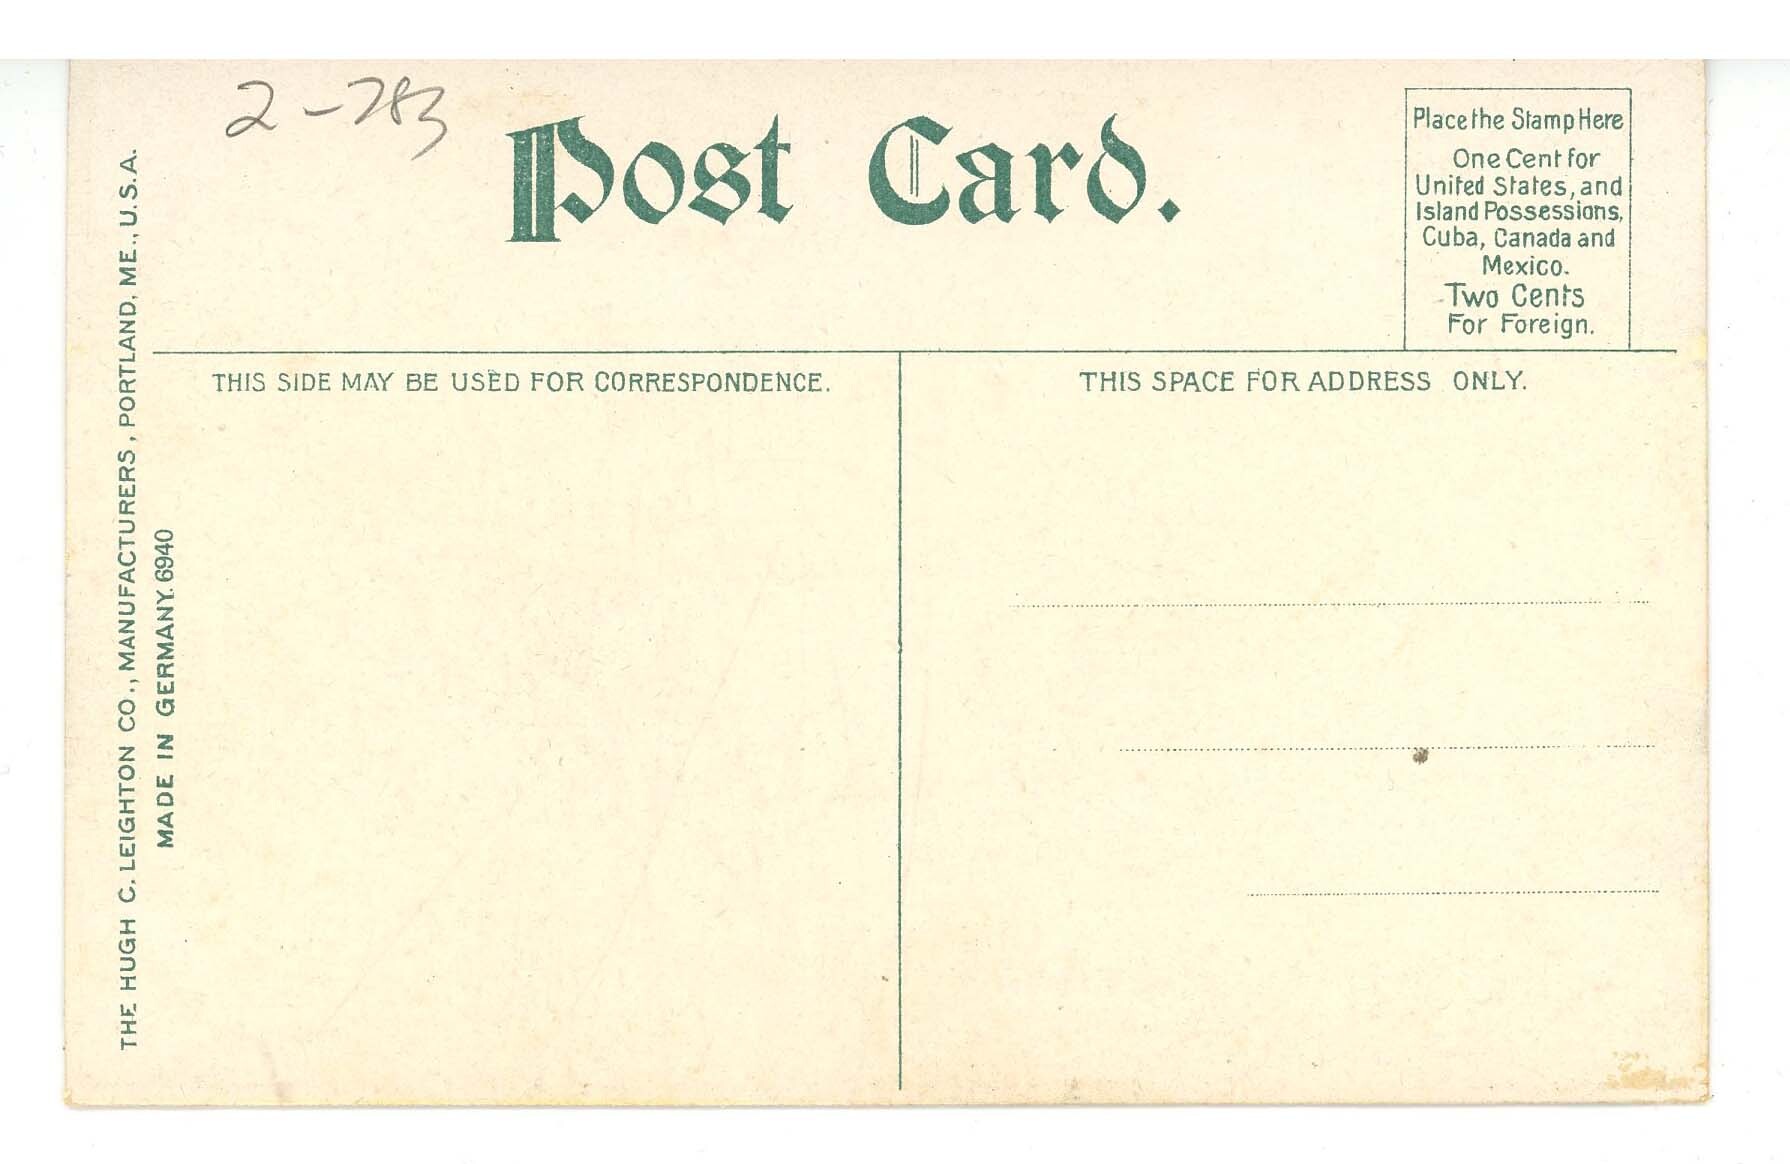 2-783
Post Card.
Place the Stamp Here
One Cent for
United States, and
Island Possessions,
Cuba, Canada and
Mexico.
Two Cents
For Foreign.
THIS SIDE MAY BE USED FOR CORRESPONDENCE.
THIS SPACE FOR ADDRESS ONLY.
THE HUGH C. LEIGHTON CO., MANUFACTURERS, PORTLAND, ME., U.S.A.
MADE IN GERMANY. 6940